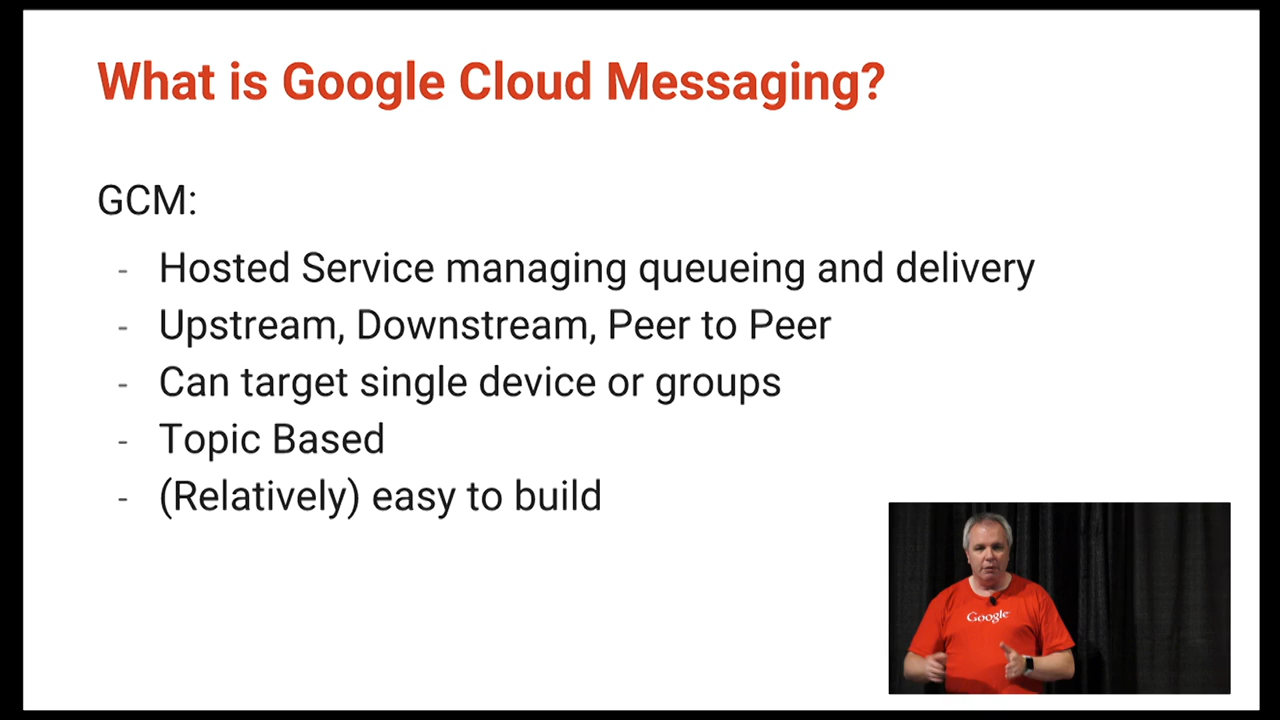 What is Google Cloud Messaging?
GCM:
- Hosted Service managing queueing and delivery
- Upstream, Downstream, Peer to Peer
- Can target single device or groups
- Topic Based
- (Relatively) easy to build
Google